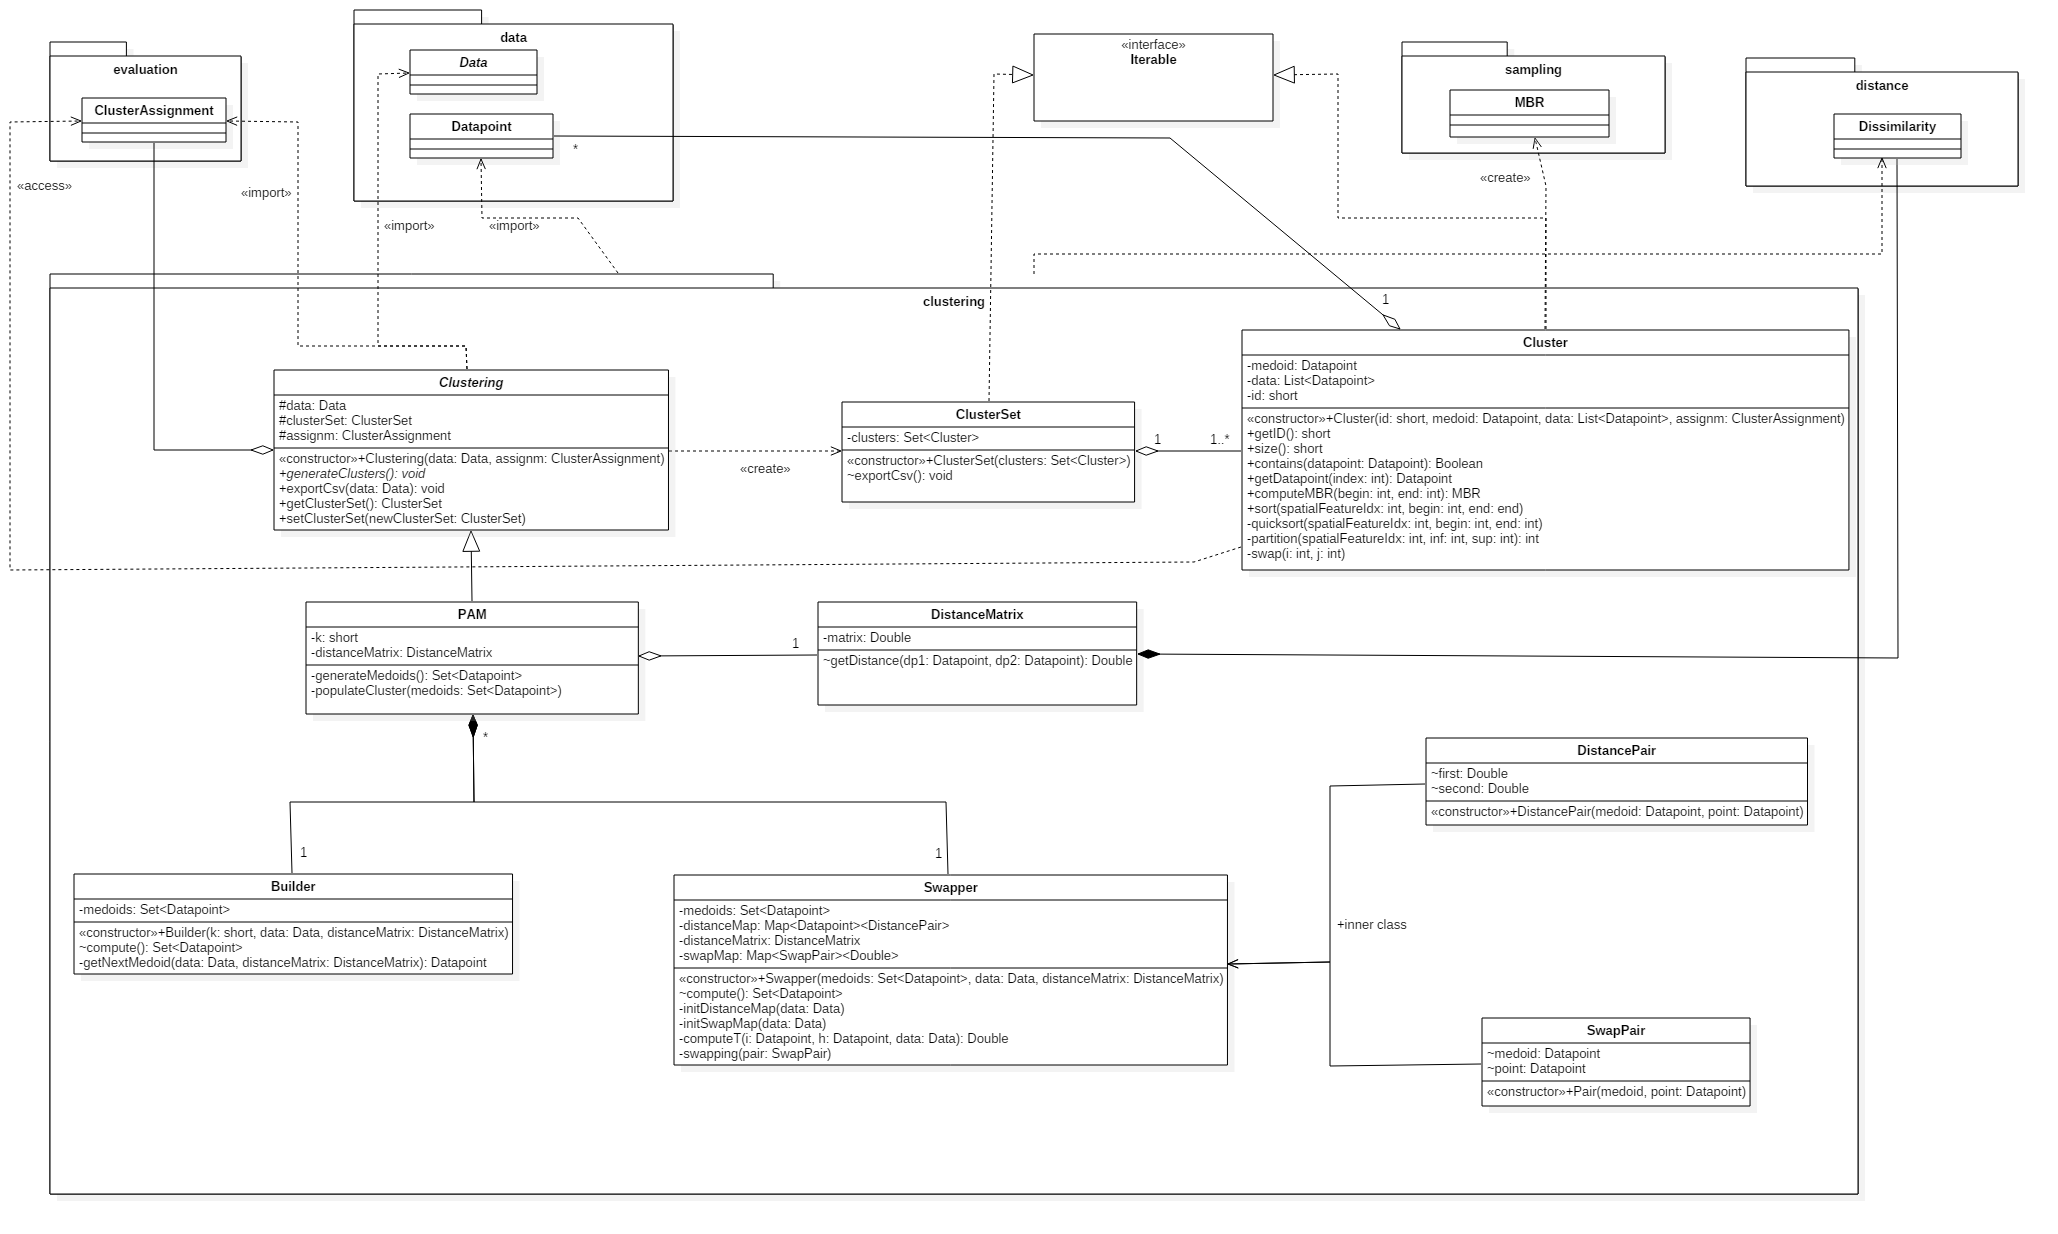 data
Data
Datapoint
*
evaluation
ClusterAssignment
«interface»
Iterable
sampling
MBR
distance
Dissimilarity
«access»
«import»
«import»
«import»
«create»
clustering
1
Clustering
#data: Data
#clusterSet: ClusterSet
#assignm: ClusterAssignment
«constructor»+Clustering(data: Data, assignm: ClusterAssignment)
+generateClusters(): void
+exportCsv(data: Data): void
+getClusterSet(): ClusterSet
+setClusterSet(newClusterSet: ClusterSet)
«create»
ClusterSet
-clusters: Set<Cluster>
«constructor»+ClusterSet(clusters: Set<Cluster>)
~exportCsv(): void
1
1..*
Cluster
-medoid: Datapoint
-data: List<Datapoint>
-id: short
«constructor»+Cluster(id: short, medoid: Datapoint, data: List<Datapoint>, assignm: ClusterAssignment)
+getID(): short
+size(): short
+contains(datapoint: Datapoint): Boolean
+getDatapoint(index: int): Datapoint
+computeMBR(begin: int, end: int): MBR
+sort(spatialFeatureIdx: int, begin: int, end: end)
-quicksort(spatialFeatureIdx: int, begin: int, end: int)
-partition(spatialFeatureIdx: int, inf: int, sup: int): int
-swap(i: int, j: int)
PAM
-k: short
-distanceMatrix: DistanceMatrix
-generateMedoids(): Set<Datapoint>
-populateCluster(medoids: Set<Datapoint>)
1
DistanceMatrix
-matrix: Double
~getDistance(dp1: Datapoint, dp2: Datapoint): Double
*
1
1
Builder
-medoids: Set<Datapoint>
«constructor»+Builder(k: short, data: Data, distanceMatrix: DistanceMatrix)
~compute(): Set<Datapoint>
-getNextMedoid(data: Data, distanceMatrix: DistanceMatrix): Datapoint
Swapper
-medoids: Set<Datapoint>
-distanceMap: Map<Datapoint><DistancePair>
-distanceMatrix: DistanceMatrix
-swapMap: Map<SwapPair><Double>
«constructor»+Swapper(medoids: Set<Datapoint>, data: Data, distanceMatrix: DistanceMatrix)
~compute(): Set<Datapoint>
-initDistanceMap(data: Data)
-initSwapMap(data: Data)
-computeT(i: Datapoint, h: Datapoint, data: Data): Double
-swapping(pair: SwapPair)
DistancePair
~first: Double
~second: Double
«constructor»+DistancePair(medoid: Datapoint, point: Datapoint)
+inner class
SwapPair
~medoid: Datapoint
~point: Datapoint
«constructor»+Pair(medoid, point: Datapoint)